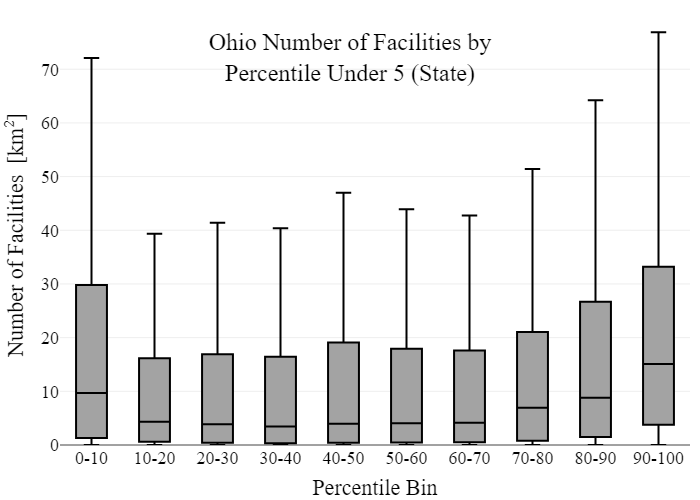 Ohio Number of Facilities by
Percentile Under 5 (State)
Number of Facilities [km²]
70
60
50
40
30
20
10
0
0-10 10-20 20-30 30-40 40-50 50-60 60-70 70-80 80-90 90-100
Percentile Bin